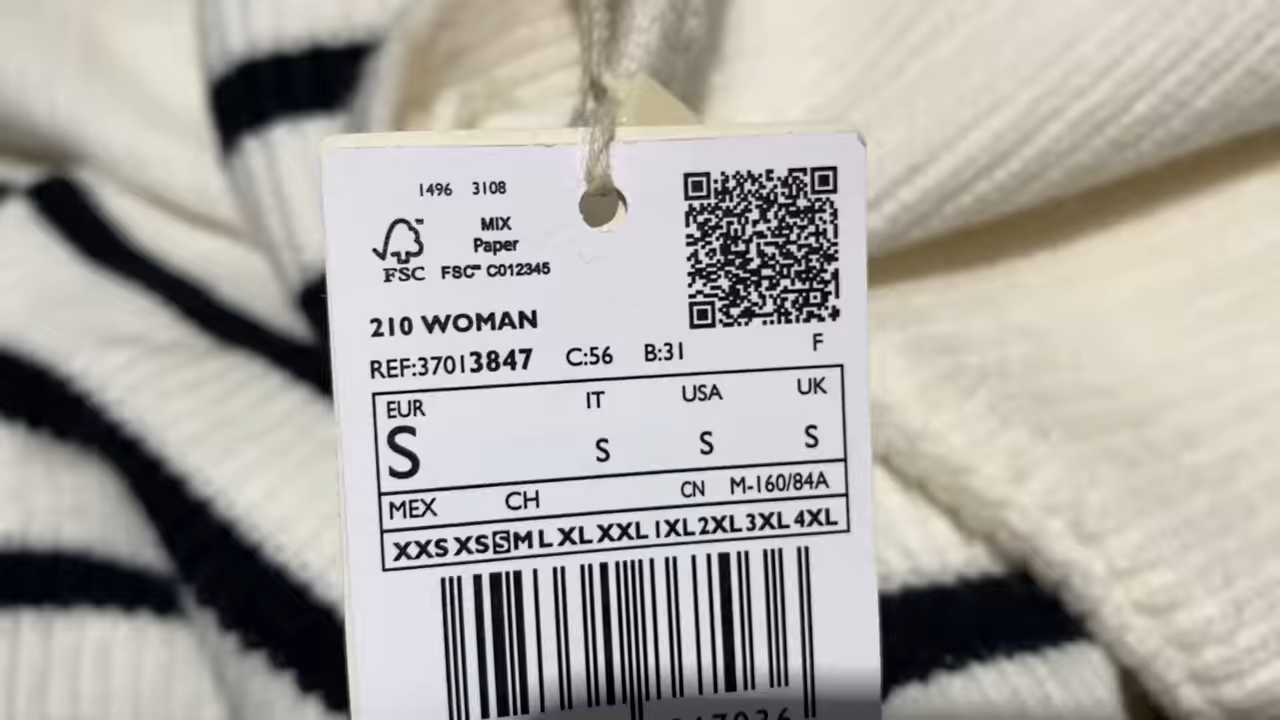 1496 3108
MIX
Paper
FSC™ C012345
FSC
210 WOMAN
REF:37013847 C:56 B:31 F
EUR IT USA UK
S S S S
MEX CH CN M-160/84A
XXS XS S M L XL XXL 1XL 2XL 3XL 4XL